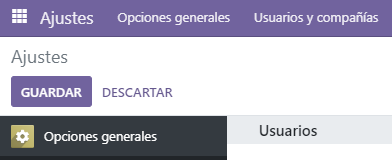 Ajustes Opciones generales Usuarios y compañías
Ajustes
GUARDAR DESCARTAR
Opciones generales Usuarios